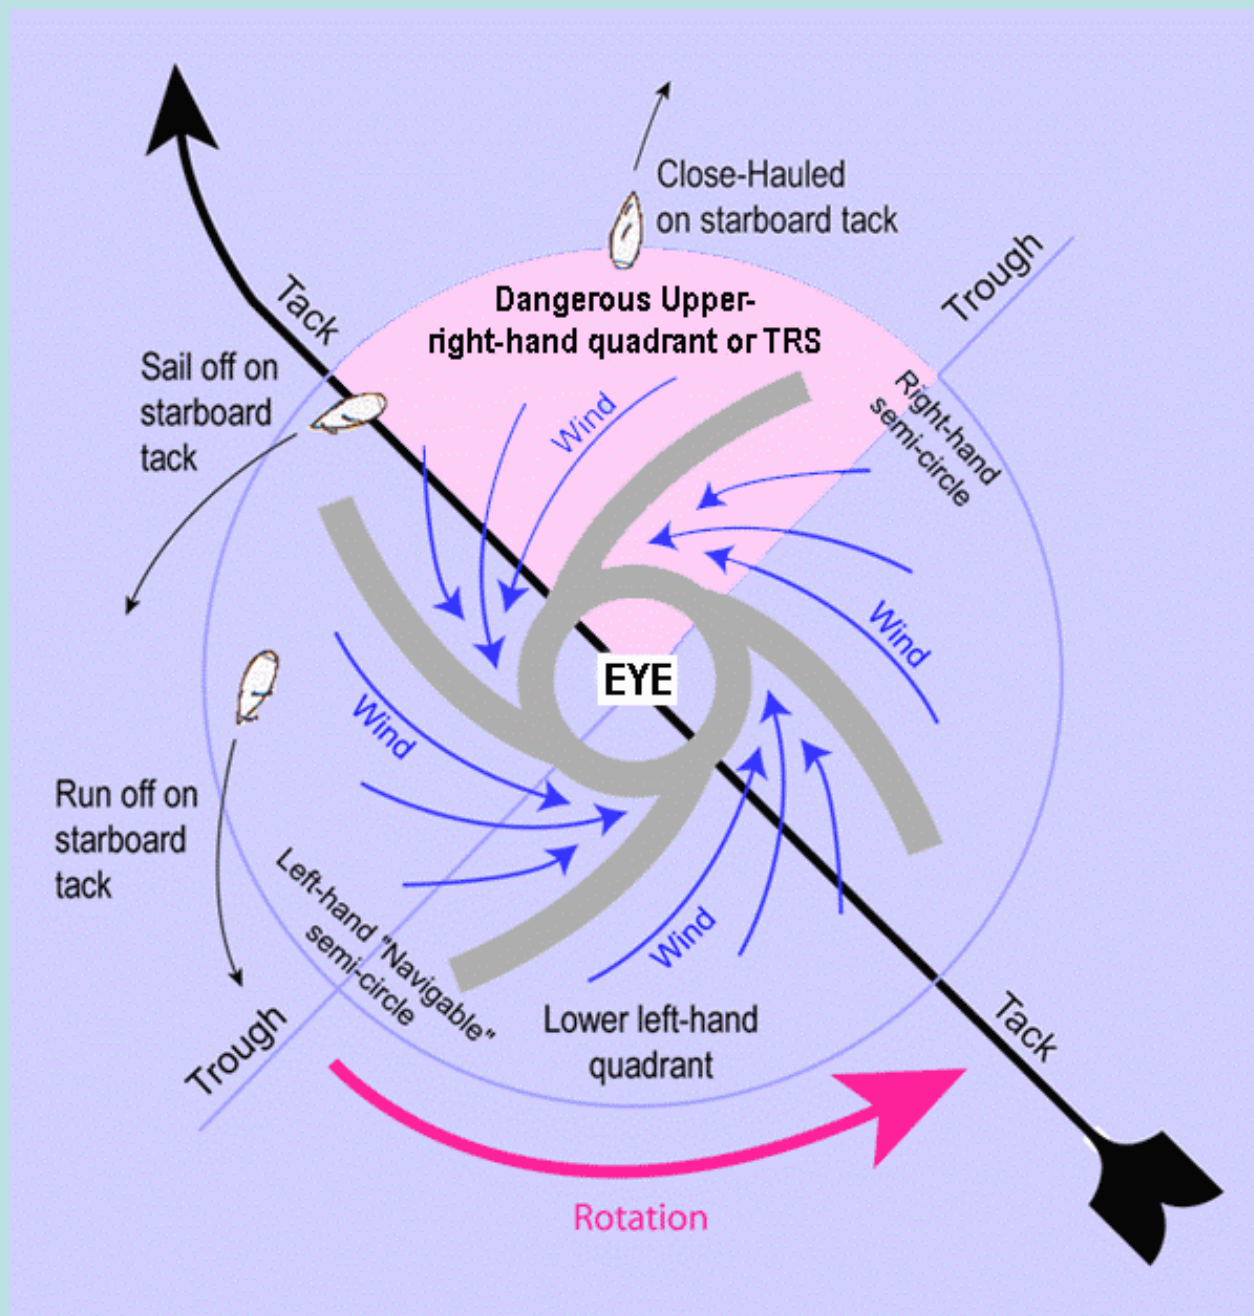 Close-Hauled
on starboard tack
Trough
Tack
Dangerous Upper-
right-hand quadrant or TRS
Sail off on
starboard
tack
Right-hand
semi-circle
Wind
Wind
EYE
Wind
Run off on
starboard
tack
Left-hand "Navigable"
semi-circle
Wind
Trough
Lower left-hand
quadrant
Tack
Rotation